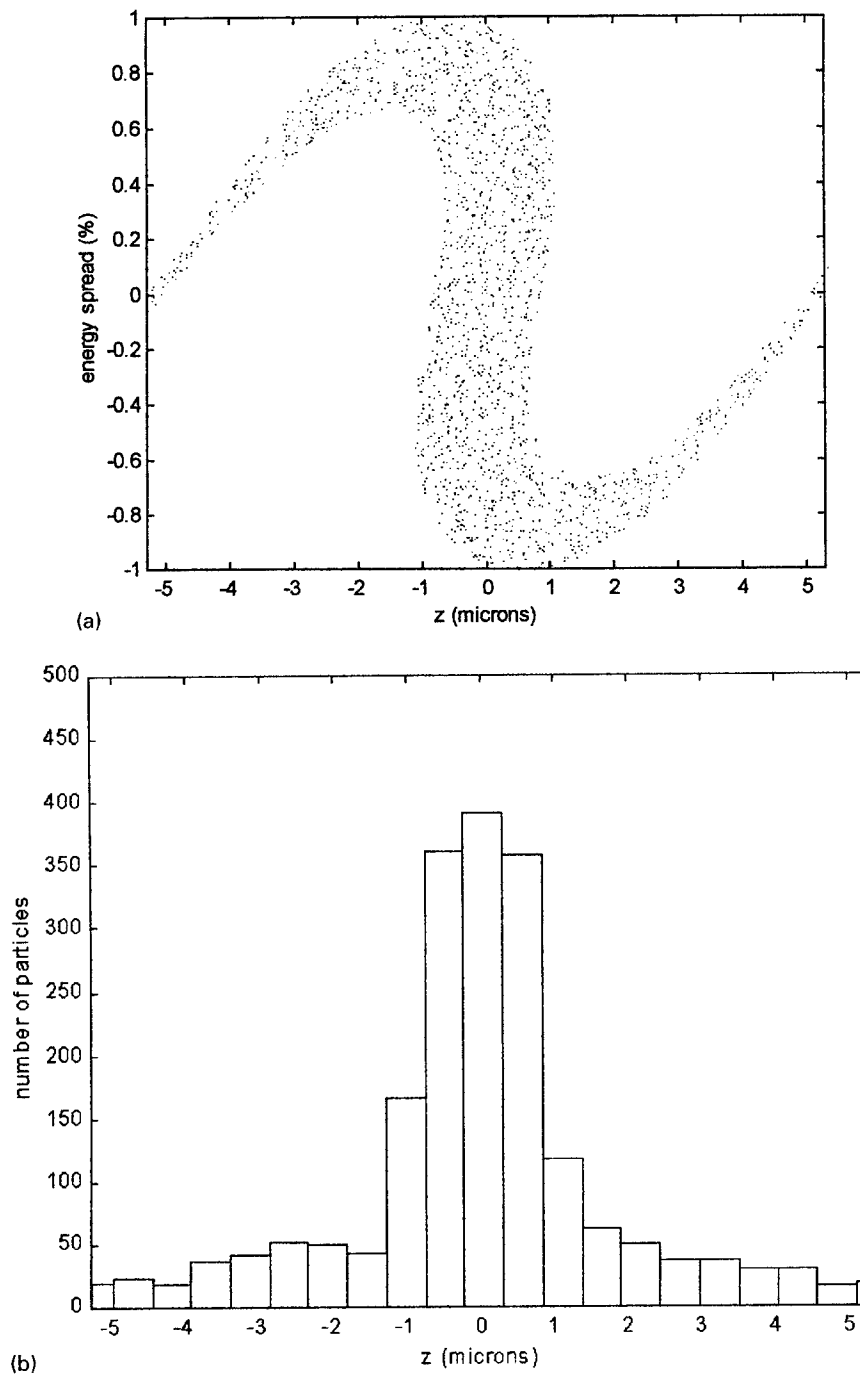 1
0.8
0.6
0.4
0.2
0
-0.2
-0.4
-0.6
-0.8
-1
energy spread (%)
-5 -4 -3 -2 -1 0 1 2 3 4 5
z (microns)
(a)
500
450
400
350
300
250
200
150
100
50
0
number of particles
-5 -4 -3 -2 -1 0 1 2 3 4 5
z (microns)
(b)